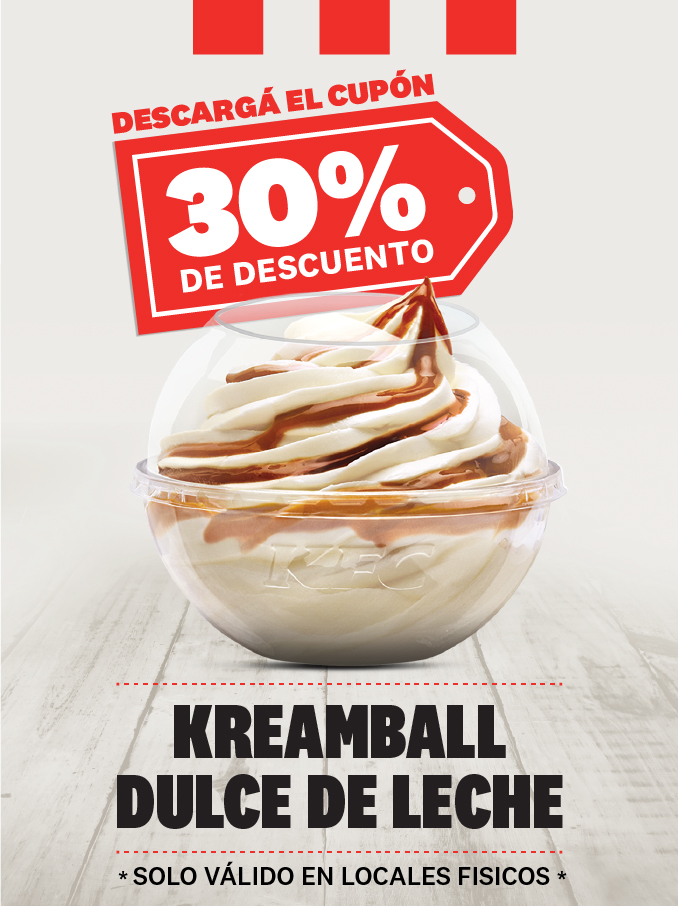 DESCARGÁ EL CUPÓN
30%
DE DESCUENTO
KFC
KREAMBALL
DULCE DE LECHE
* SOLO VÁLIDO EN LOCALES FISICOS *